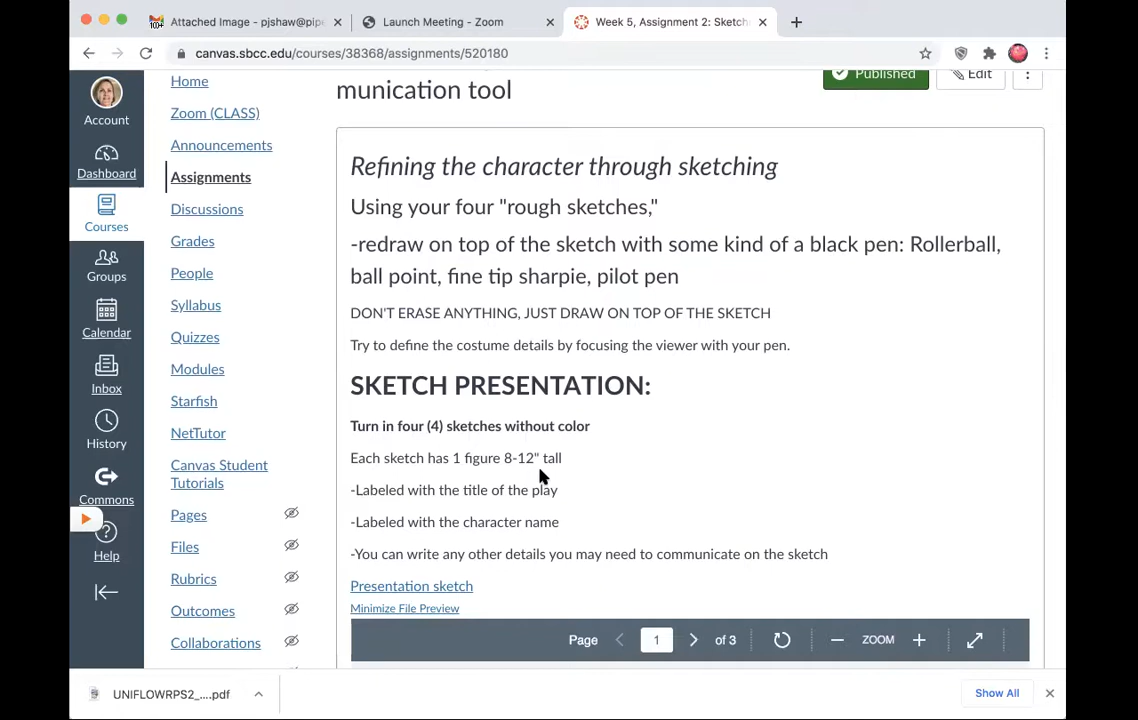 Attached Image - pjshaw@pip
Launch Meeting - Zoom
Week 5, Assignment 2: Sketch
canvas.sbcc.edu/courses/38368/assignments/520180
Account
Dashboard
Courses
Groups
Calendar
Inbox
History
Commons
Help
Home
Zoom (CLASS)
Announcements
Assignments
Discussions
Grades
People
Syllabus
Quizzes
Modules
Starfish
NetTutor
Canvas Student
Tutorials
Pages
Files
Rubrics
Outcomes
Collaborations
munication tool
Published
Edit
Refining the character through sketching
Using your four "rough sketches,"
-redraw on top of the sketch with some kind of a black pen: Rollerball,
ball point, fine tip sharpie, pilot pen
DON'T ERASE ANYTHING, JUST DRAW ON TOP OF THE SKETCH
Try to define the costume details by focusing the viewer with your pen.
SKETCH PRESENTATION:
Turn in four (4) sketches without color
Each sketch has 1 figure 8-12" tall
-Labeled with the title of the play
-Labeled with the character name
-You can write any other details you may need to communicate on the sketch
Presentation sketch
Minimize File Preview
Page 1 of 3 ZOOM
UNIFLOWRPS2_....pdf
Show All